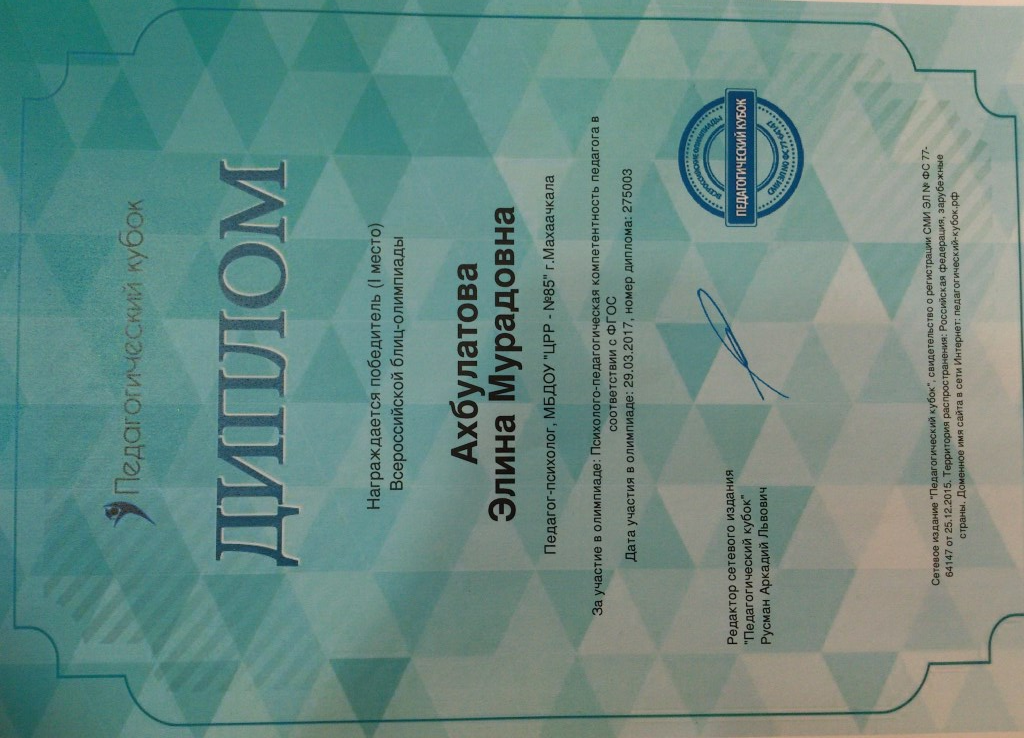 Педагогический кубок
ДИПЛОМ
Награждается победитель (I место)
Всероссийской блиц-олимпиады
Ахбулатова
Элина Мурадовна
Педагог-психолог, МБДОУ "ЦРР - №85" г.Махаачкала
За участие в олимпиаде: Психолого-педагогическая компетентность педагога в
соответствии с ФГОС
Дата участия в олимпиаде: 29.03.2017, номер диплома: 275003
Редактор сетевого издания
"Педагогический кубок"
Русман Аркадий Львович
ПЕДАГОГИЧЕСКИЙ КУБОК
Сетевое издание "Педагогический кубок", свидетельство о регистрации СМИ ЭЛ № ФС 77-
64147 от 25.12.2015. Территория распространения: Российская федерация, зарубежные
страны. Доменное имя сайта в сети Интернет: педагогический-кубок.рф